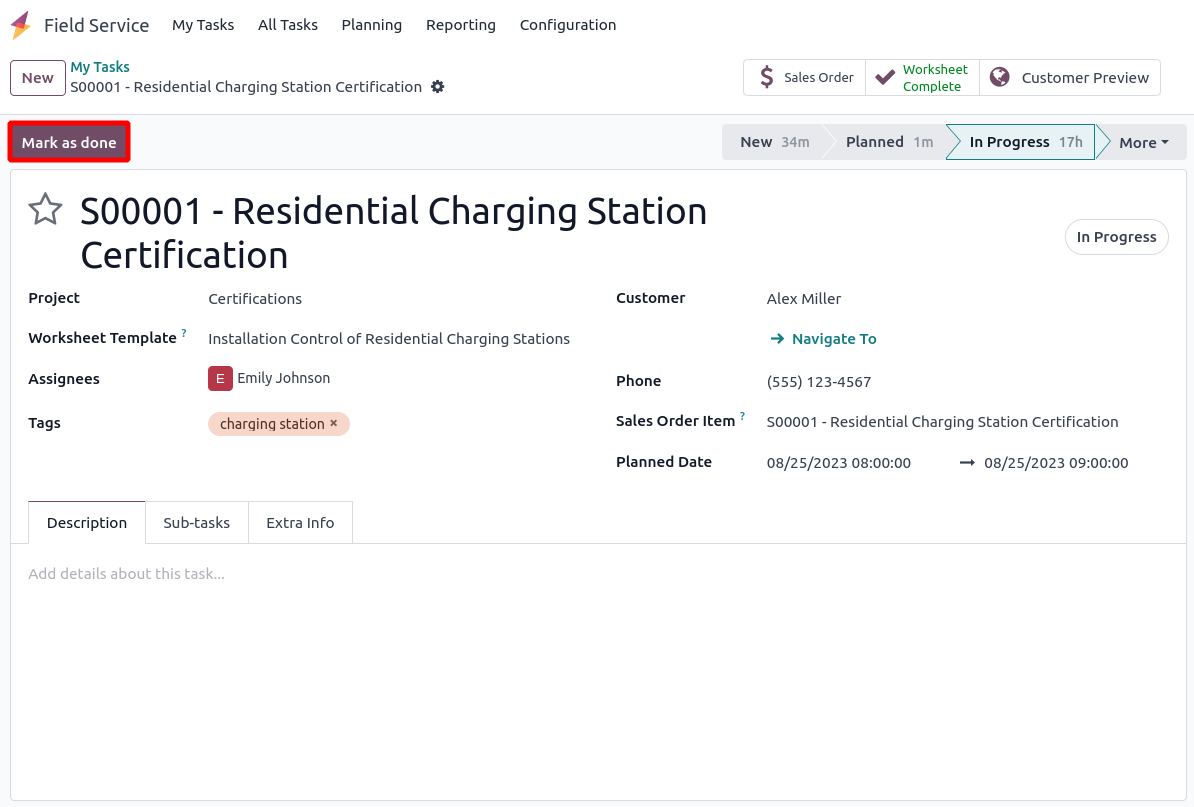 Field Service My Tasks All Tasks Planning Reporting Configuration
New
My Tasks
S00001 - Residential Charging Station Certification
Sales Order
Worksheet
Complete
Customer Preview
Mark as done
New 34m Planned 1m In Progress 17h More
S00001 - Residential Charging Station
Certification
In Progress
Project Certifications
Worksheet Template ? Installation Control of Residential Charging Stations
Assignees E Emily Johnson
Tags charging station ×
Customer Alex Miller
Navigate To
Phone (555) 123-4567
Sales Order Item ? S00001 - Residential Charging Station Certification
Planned Date 08/25/2023 08:00:00 → 08/25/2023 09:00:00
Description Sub-tasks Extra Info
Add details about this task...